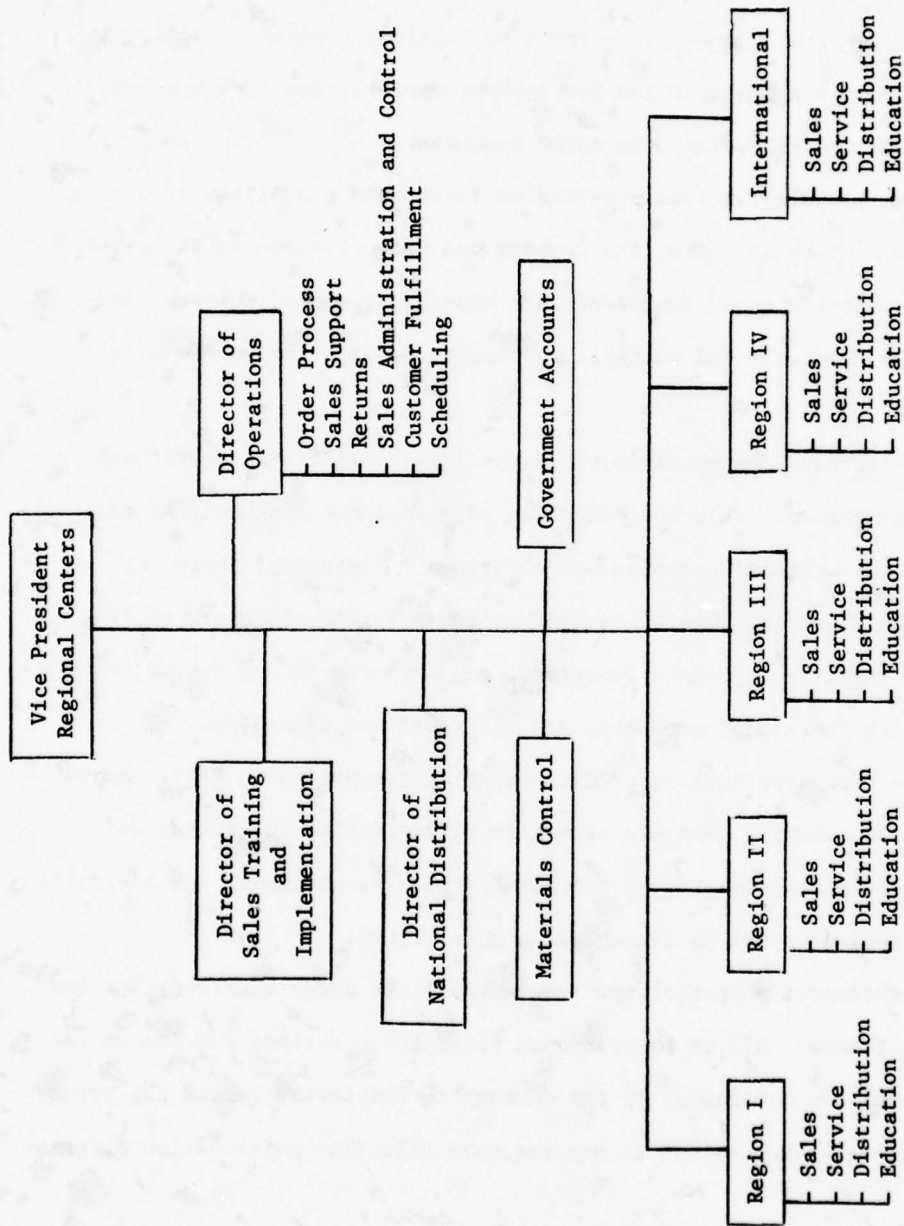 Vice President
Regional Centers
Director of
Operations
Order Process
Sales Support
Returns
Sales Administration and Control
Customer Fulfillment
Scheduling
Director of
Sales Training
and
Implementation
Director of
National Distribution
Materials Control
Government Accounts
Region I
Sales
Service
Distribution
Education
Region II
Sales
Service
Distribution
Education
Region III
Sales
Service
Distribution
Education
Region IV
Sales
Service
Distribution
Education
International
Sales
Service
Distribution
Education